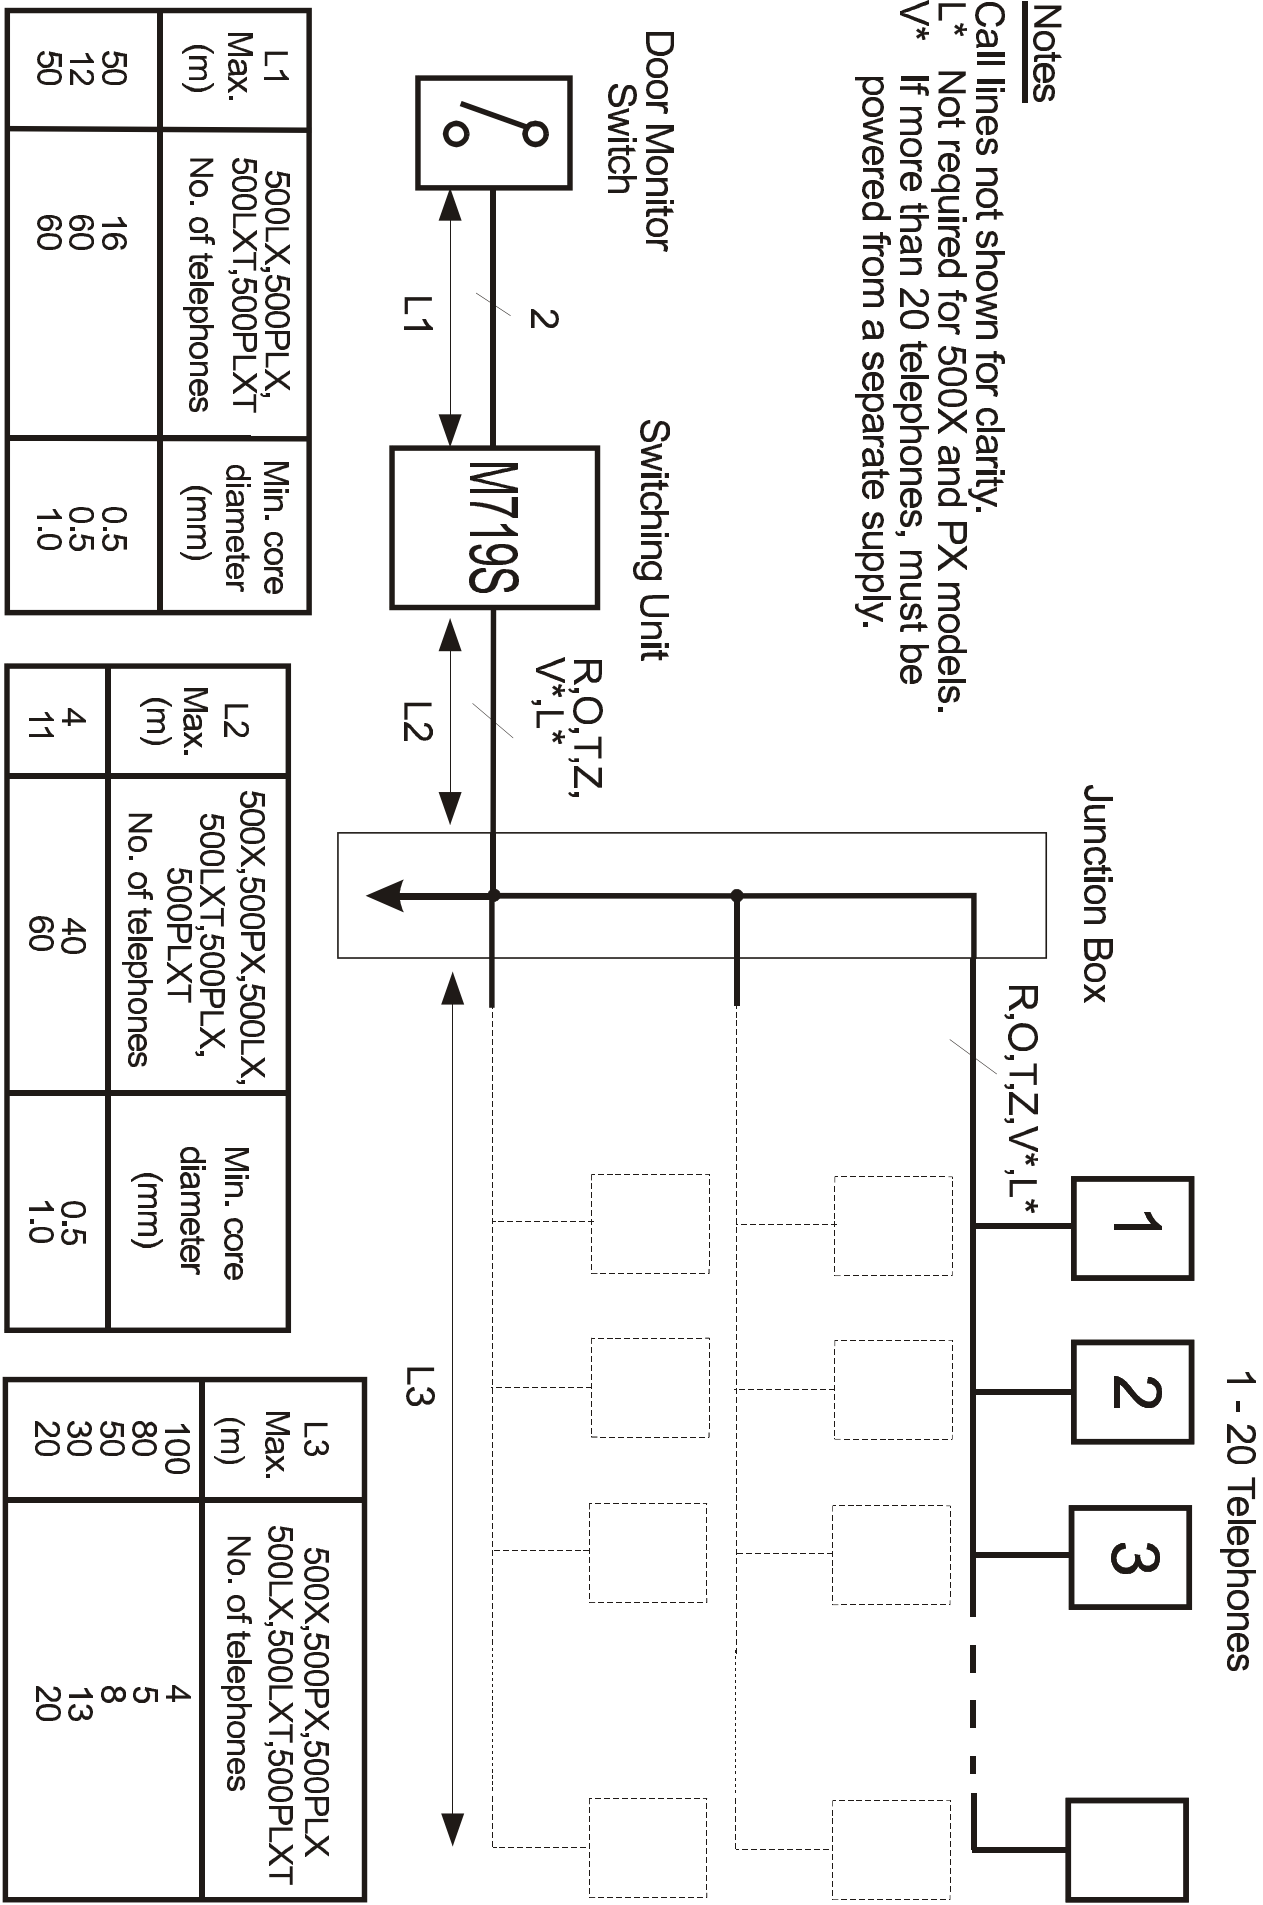 Notes
Call lines not shown for clarity.
L* Not required for 500X and PX models.
V* If more than 20 telephones, must be
powered from a separate supply.
Junction Box
1 - 20 Telephones
1
2
3
R,O,T,Z,V*,L*
Door Monitor
Switch
Switching Unit
2
L1
M719S
R,O,T,Z,
V*,L*
L2
L3
L1
Max.
(m)
500LX,500PLX,
500LXT,500PLXT
No. of telephones
Min. core
diameter
(mm)
50 16 0.5
12 60 0.5
50 60 1.0
L2
Max.
(m)
500X,500PX,500LX,
500LXT,500PLX,
500PLXT
No. of telephones
Min. core
diameter
(mm)
4 40 0.5
11 60 1.0
L3
Max.
(m)
500X,500PX,500PLX
500LX,500LXT,500PLXT
No. of telephones
100 4
80 5
50 8
30 13
20 20